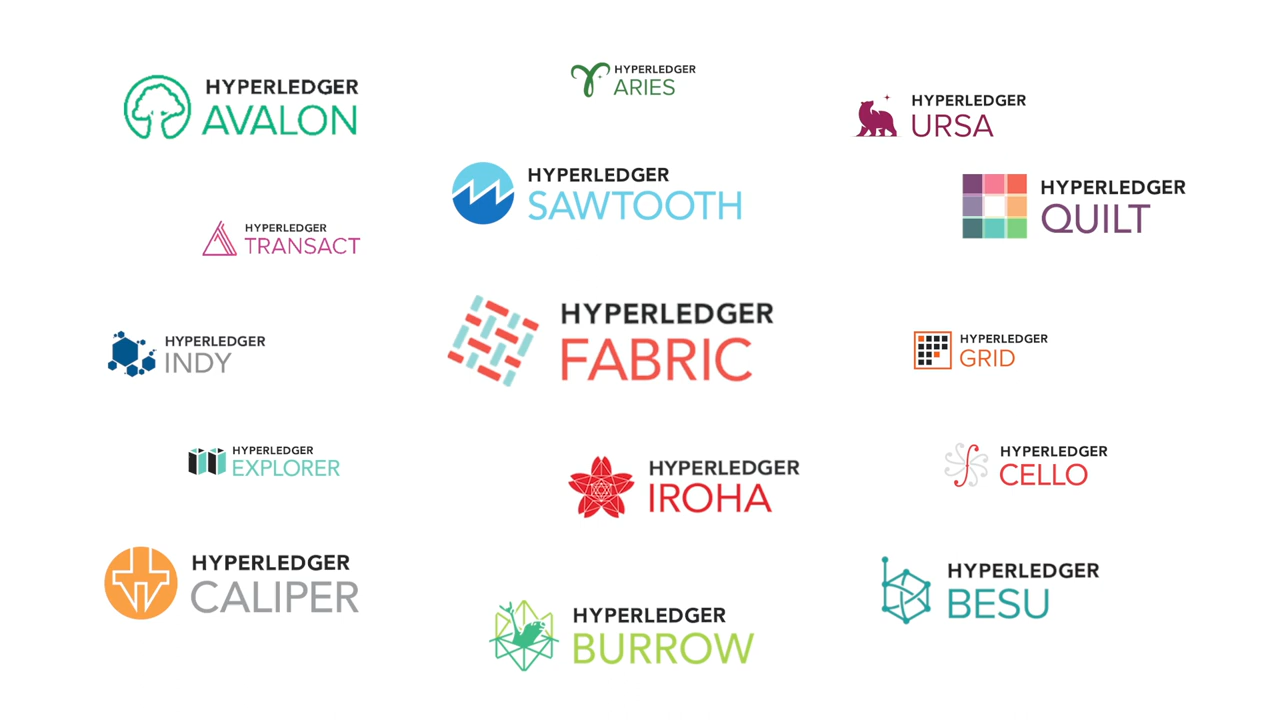 HYPERLEDGER
AVALON
HYPERLEDGER
ARIES
HYPERLEDGER
URSA
HYPERLEDGER
SAWTOOTH
HYPERLEDGER
QUILT
HYPERLEDGER
TRANSACT
HYPERLEDGER
FABRIC
HYPERLEDGER
INDY
HYPERLEDGER
GRID
HYPERLEDGER
EXPLORER
HYPERLEDGER
IROHA
HYPERLEDGER
CELLO
HYPERLEDGER
CALIPER
HYPERLEDGER
BURROW
HYPERLEDGER
BESU